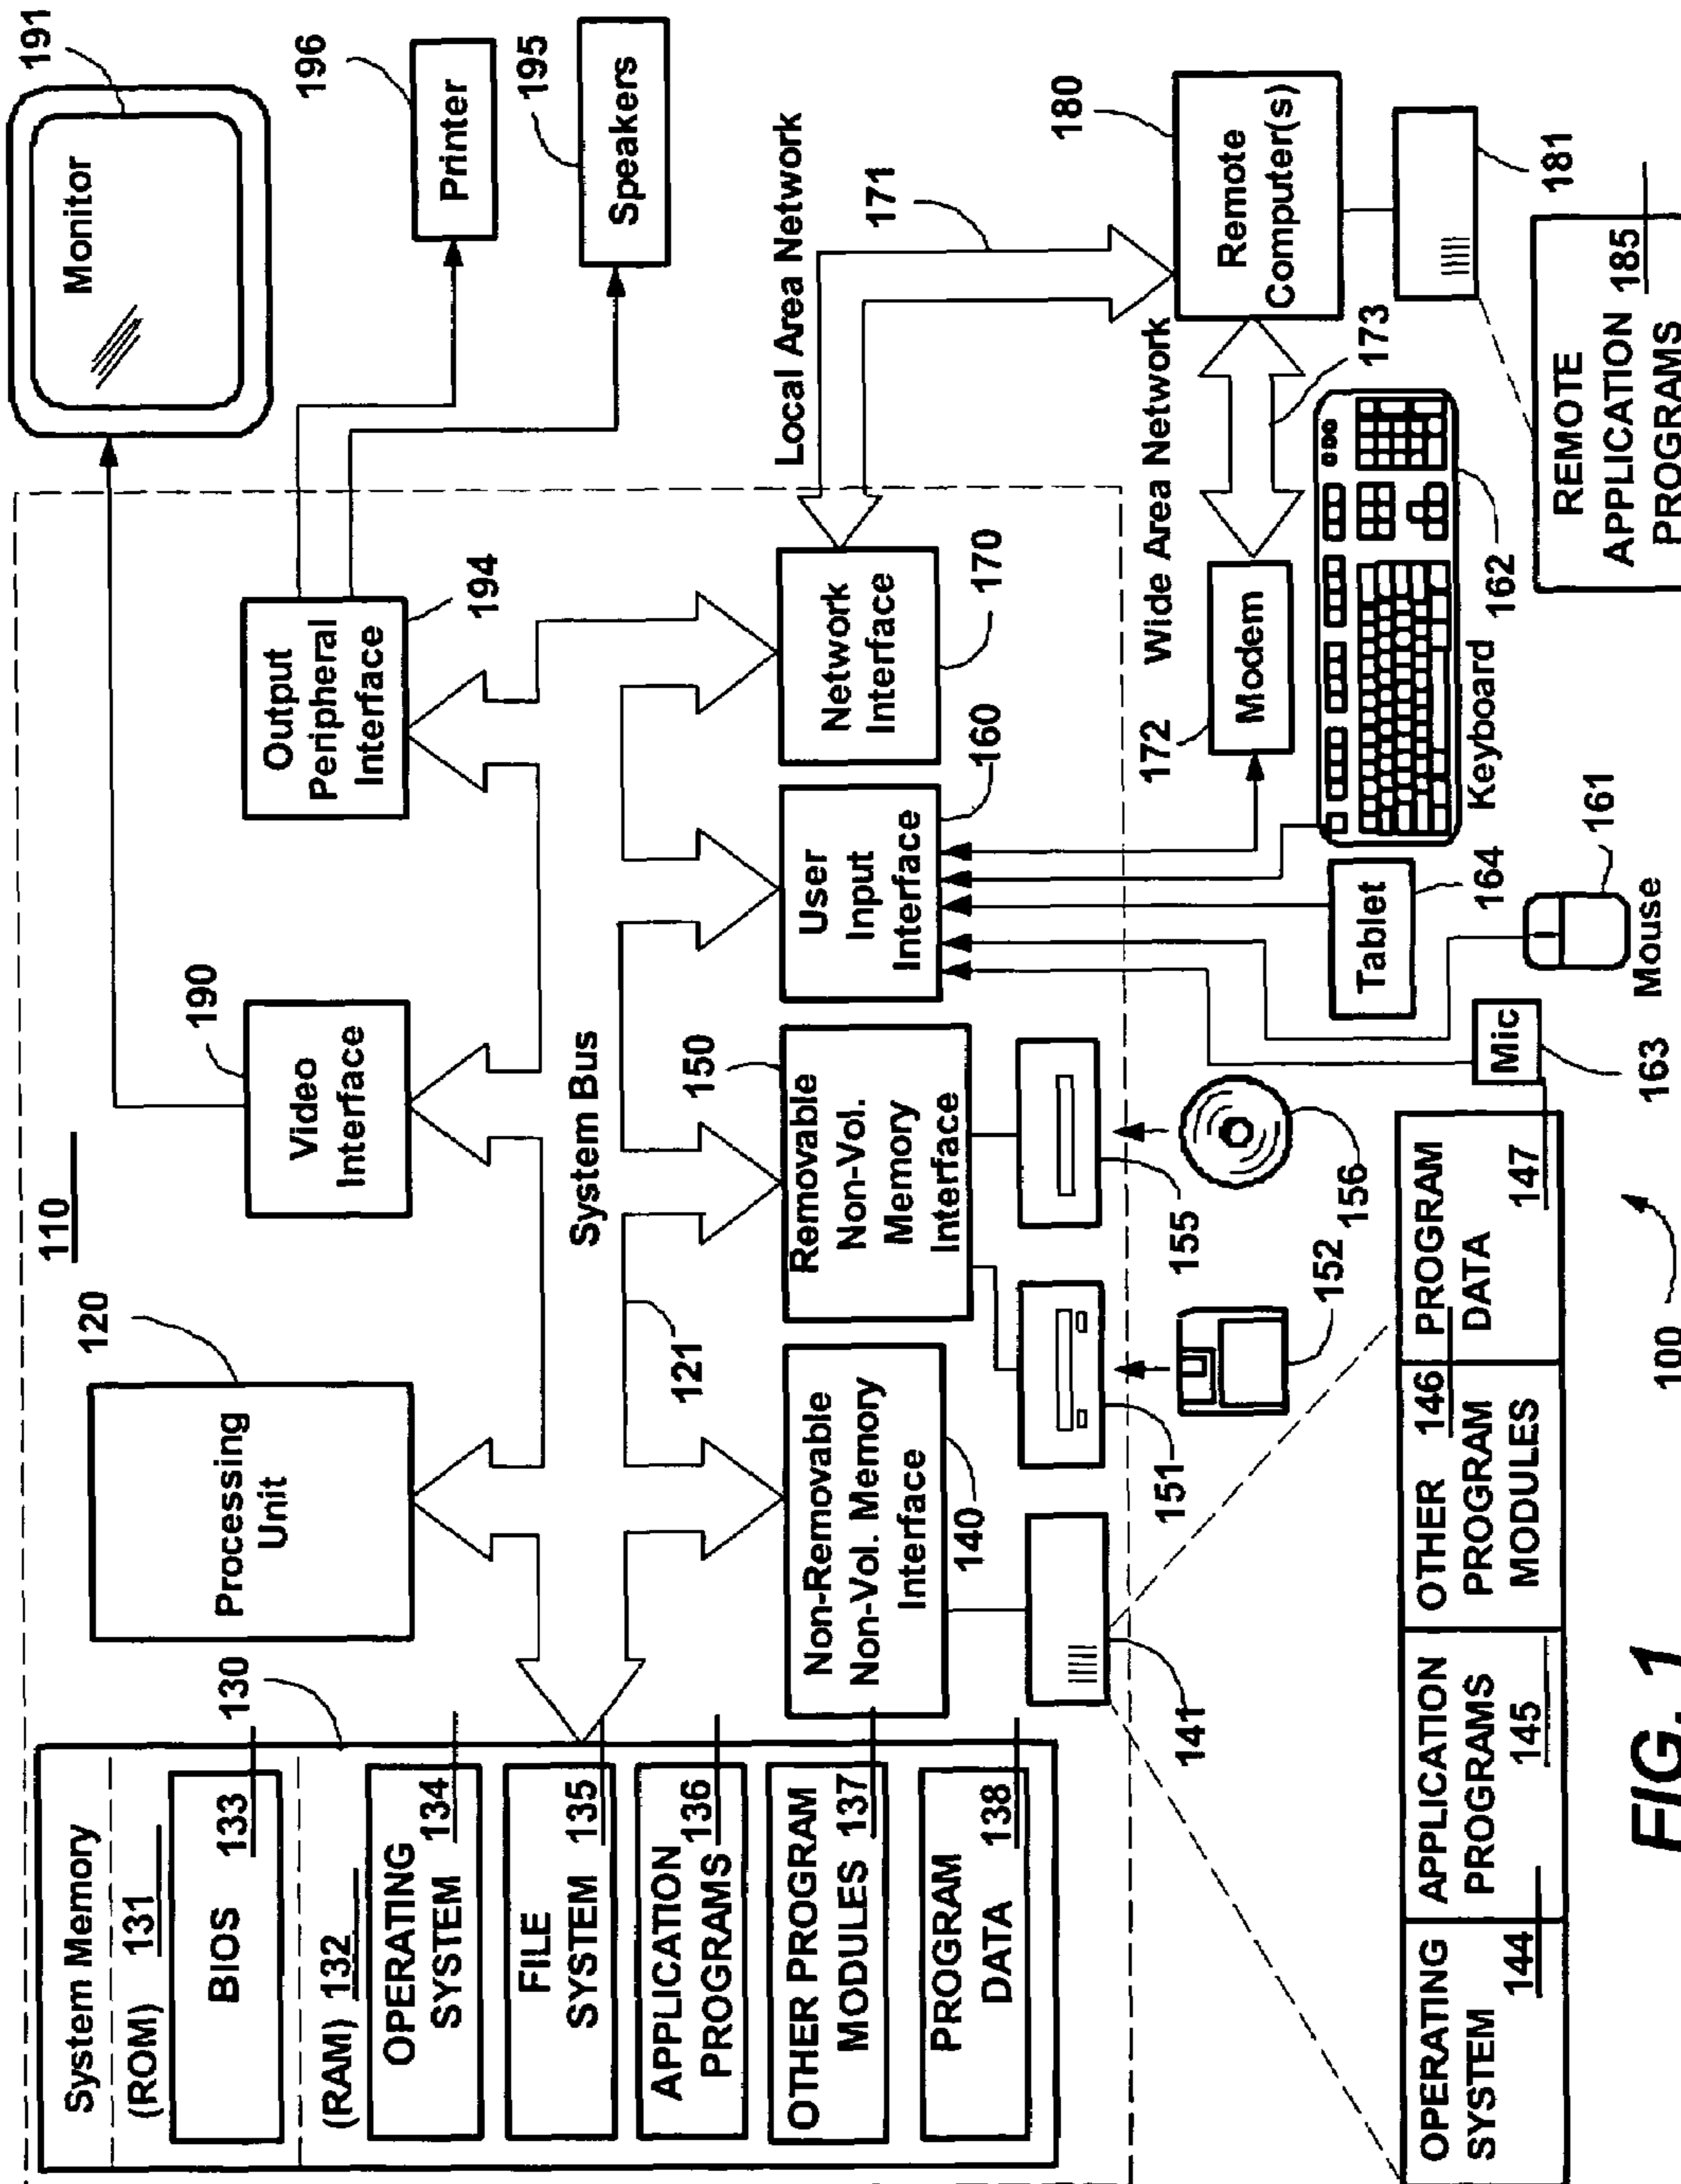 System Memory
(ROM) 131
BIOS 133
130
(RAM) 132
OPERATING
SYSTEM 134
FILE
SYSTEM 135
APPLICATION
PROGRAMS 136
OTHER PROGRAM
MODULES 137
PROGRAM
DATA 138
110
120
Processing
Unit
190
Video
Interface
Output
Peripheral
Interface
194
Monitor
191
196
Printer
195
Speakers
System Bus
121
Non-Removable
Non-Vol. Memory
Interface
140
150
Removable
Non-Vol.
Memory
Interface
User
Input
Interface
160
Network
Interface
170
Local Area Network
171
141
151
152
155
156
172
Wide Area Network
Modem
173
180
Remote
Computer(s)
181
Keyboard
162
Tablet
164
161
Mouse
Mic
163
REMOTE
APPLICATION
PROGRAMS
185
OPERATING
SYSTEM 144
APPLICATION
PROGRAMS
145
OTHER 146
PROGRAM
MODULES
PROGRAM
DATA 147
100
FIG. 1